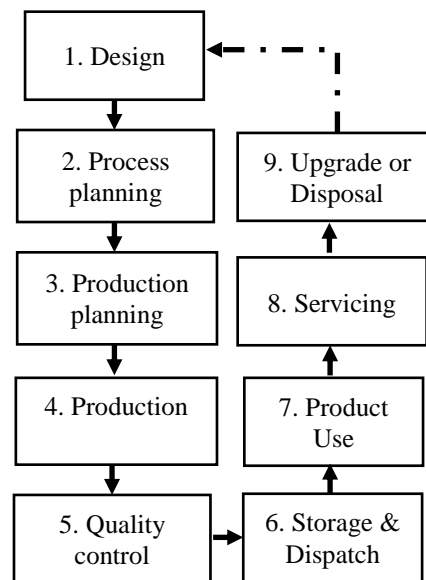 1. Design
2. Process
planning
3. Production
planning
4. Production
5. Quality
control
6. Storage &
Dispatch
7. Product
Use
8. Servicing
9. Upgrade or
Disposal